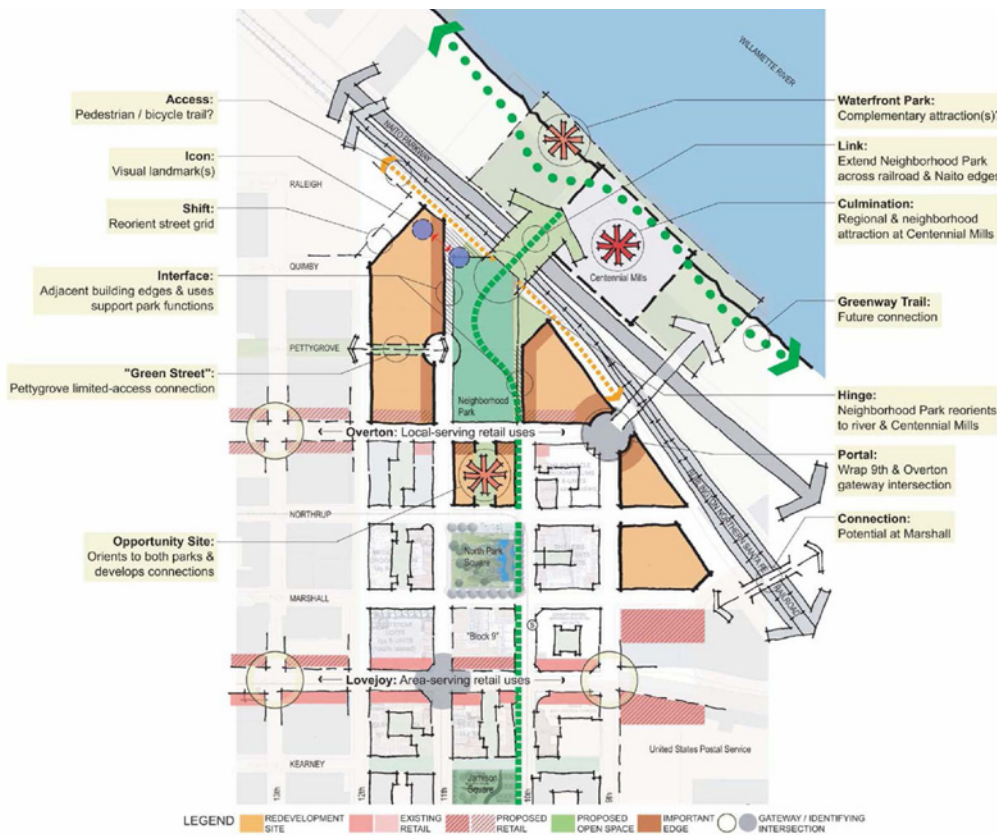 Access:
Pedestrian / bicycle trail?
Icon:
Visual landmark(s)
Shift:
Reorient street grid
Interface:
Adjacent building edges & uses
support park functions
"Green Street":
Pettygrove limited-access connection
Opportunity Site:
Orients to both parks &
develops connections
RALEIGH
QUIMBY
PETTYGROVE
NORTHRUP
MARSHALL
KEARNEY
NAITO PARKWAY
WILLAMETTE RIVER
Centennial Mills
Neighborhood
Park
Overton: Local-serving retail uses
North Park
Square
"Block 9"
Lovejoy: Area-serving retail uses
Jamison
Square
United States Postal Service
BURLINGTON NORTHERN SANTA FE RAILROAD
13th
12th
11th
10th
9th
Waterfront Park:
Complementary attraction(s)?
Link:
Extend Neighborhood Park
across railroad & Naito edges
Culmination:
Regional & neighborhood
attraction at Centennial Mills
Greenway Trail:
Future connection
Hinge:
Neighborhood Park reorients
to river & Centennial Mills
Portal:
Wrap 9th & Overton
gateway intersection
Connection:
Potential at Marshall
LEGEND
REDEVELOPMENT
SITE
EXISTING
RETAIL
PROPOSED
RETAIL
PROPOSED
OPEN SPACE
IMPORTANT
EDGE
GATEWAY / IDENTIFYING
INTERSECTION